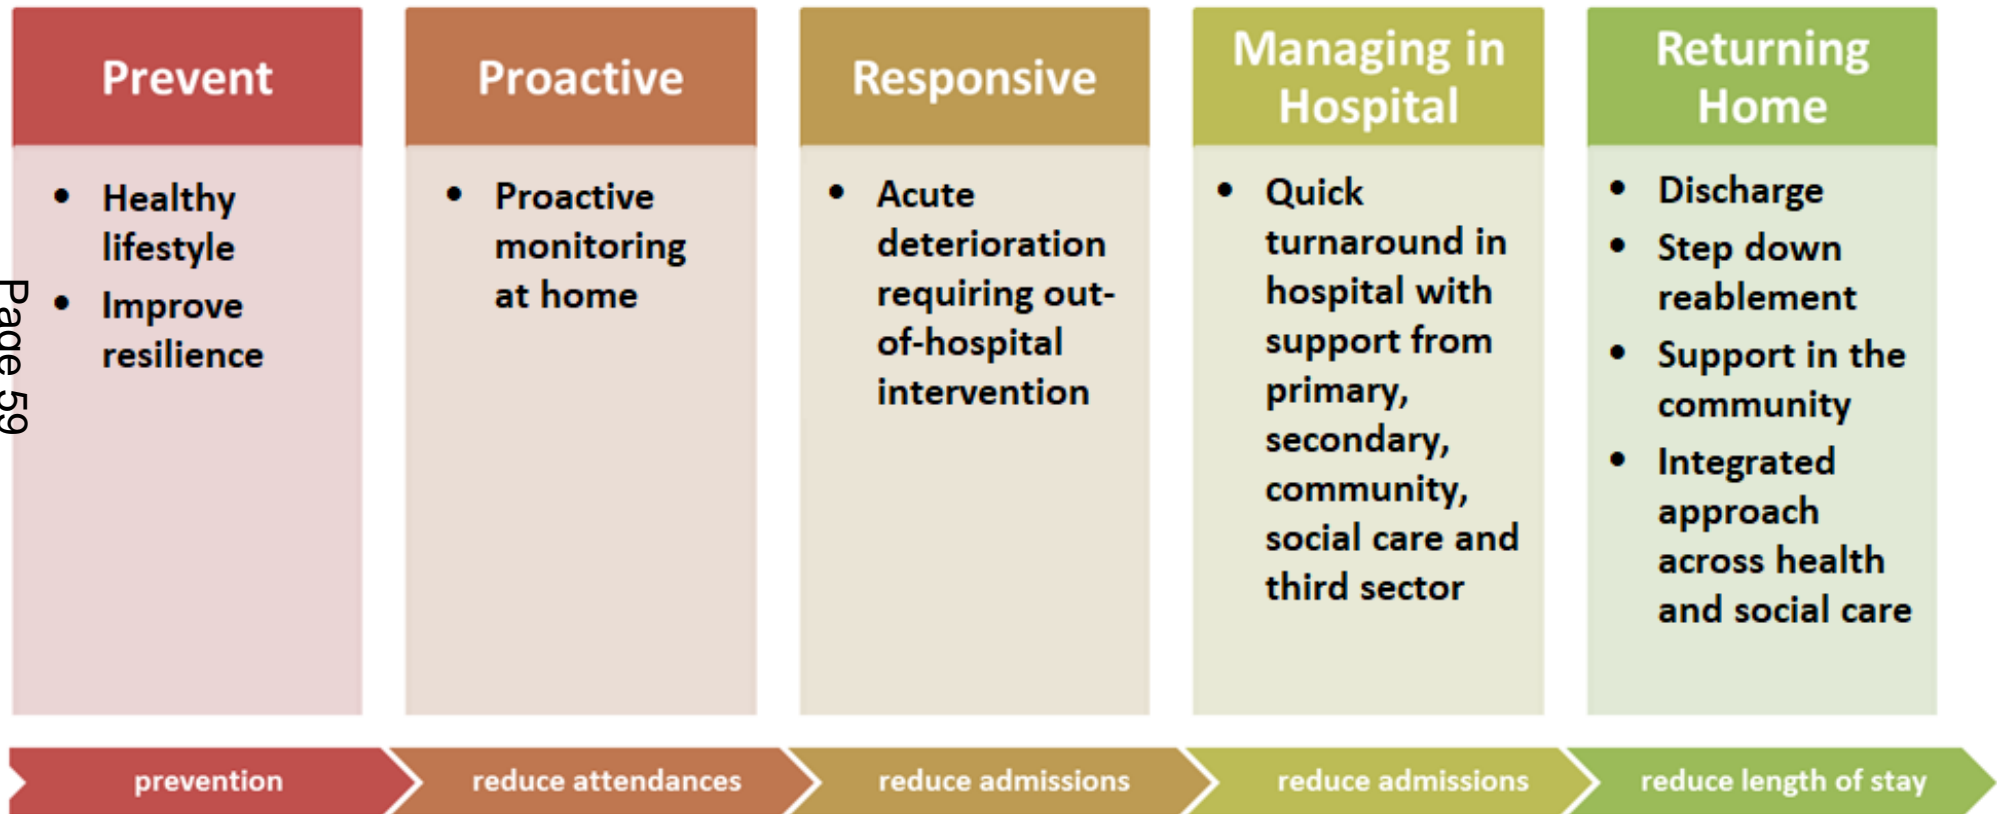 Prevent
• Healthy
lifestyle
• Improve
resilience
Proactive
• Proactive
monitoring
at home
Responsive
• Acute
deterioration
requiring out-
of-hospital
intervention
Managing in
Hospital
• Quick
turnaround in
hospital with
support from
primary,
secondary,
community,
social care and
third sector
Returning
Home
• Discharge
• Step down
reablement
• Support in the
community
• Integrated
approach
across health
and social care
prevention
reduce attendances
reduce admissions
reduce admissions
reduce length of stay
Page 59